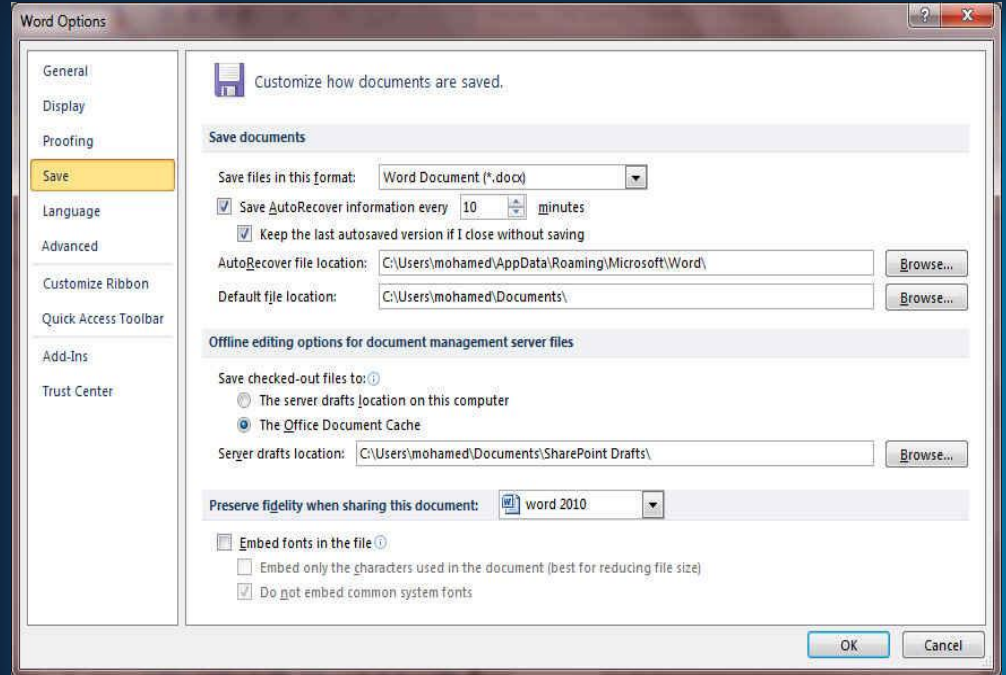 Word Options
General
Display
Proofing
Save
Language
Advanced
Customize Ribbon
Quick Access Toolbar
Add-Ins
Trust Center
Customize how documents are saved.
Save documents
Save files in this format: Word Document (*.docx)
Save AutoRecover information every 10 minutes
Keep the last autosaved version if I close without saving
AutoRecover file location: C:\Users\mohamed\AppData\Roaming\Microsoft\Word\ Browse...
Default file location: C:\Users\mohamed\Documents\ Browse...
Offline editing options for document management server files
Save checked-out files to:
The server drafts location on this computer
The Office Document Cache
Server drafts location: C:\Users\mohamed\Documents\SharePoint Drafts\ Browse...
Preserve fidelity when sharing this document: word 2010
Embed fonts in the file
Embed only the characters used in the document (best for reducing file size)
Do not embed common system fonts
OK Cancel